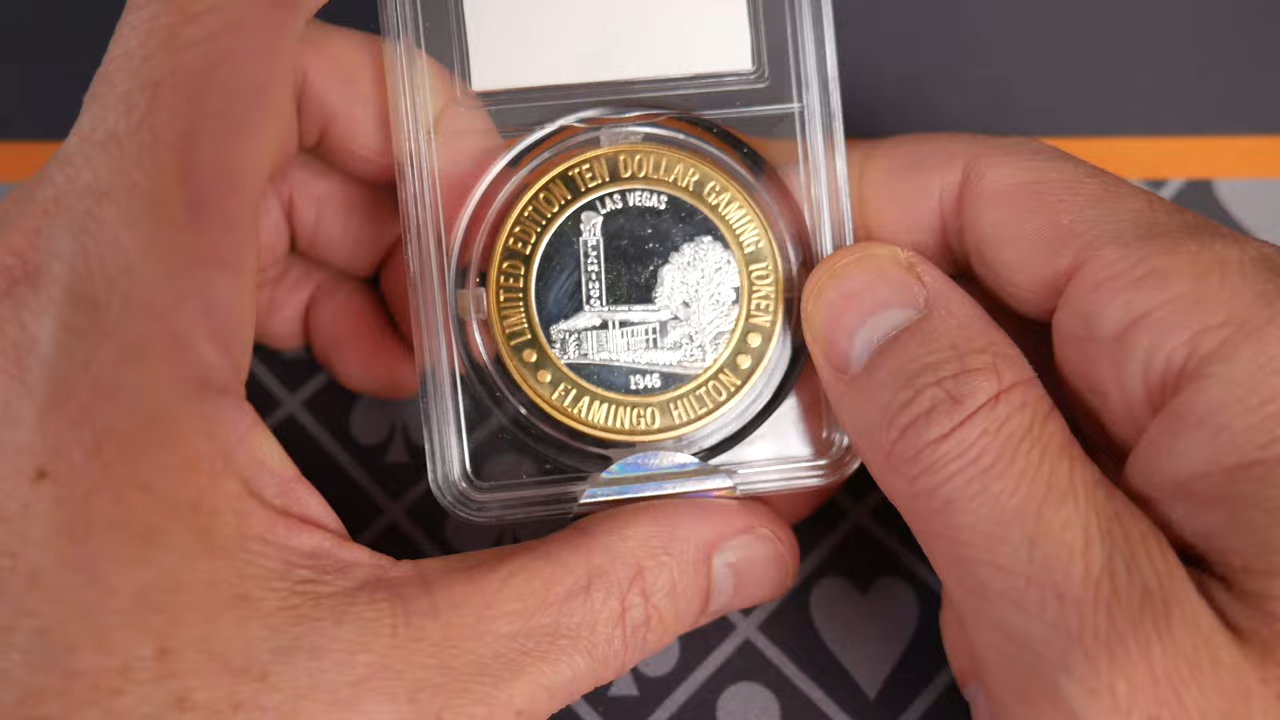 LIMITED EDITION TEN DOLLAR GAMING TOKEN
LAS VEGAS
FLAMINGO
1946
FLAMINGO HILTON